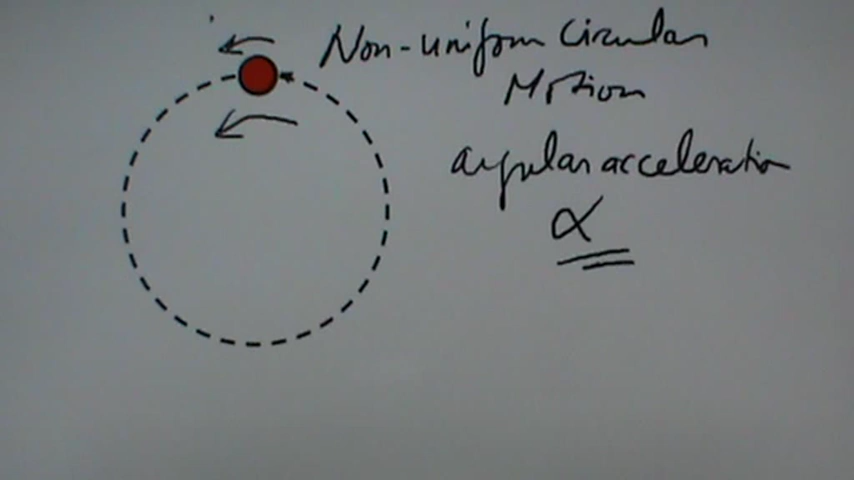 Non-uniform Circular
Motion
angular acceleration
α